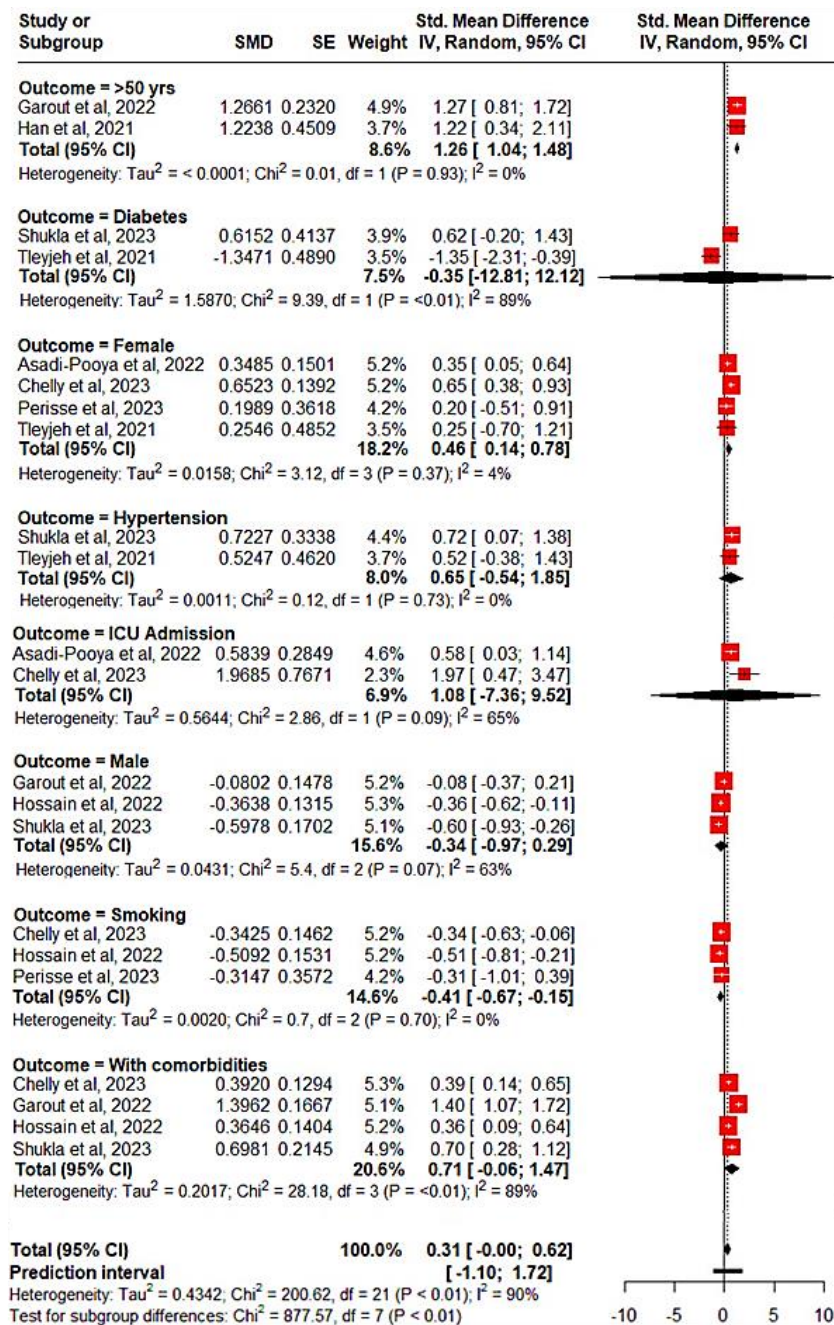 Study or Subgroup SMD SE Weight Std. Mean Difference IV, Random, 95% CI Std. Mean Difference IV, Random, 95% CI
Outcome = >50 yrs
Garout et al, 2022 1.2661 0.2320 4.9% 1.27 [ 0.81; 1.72]
Han et al, 2021 1.2238 0.4509 3.7% 1.22 [ 0.34; 2.11]
Total (95% CI) 8.6% 1.26 [ 1.04; 1.48]
Heterogeneity: Tau² = < 0.0001; Chi² = 0.01, df = 1 (P = 0.93); I² = 0%
Outcome = Diabetes
Shukla et al, 2023 0.6152 0.4137 3.9% 0.62 [ -0.20; 1.43]
Tleyjeh et al, 2021 -1.3471 0.4890 3.5% -1.35 [ -2.31; -0.39]
Total (95% CI) 7.5% -0.35 [-12.81; 12.12]
Heterogeneity: Tau² = 1.5870; Chi² = 9.39, df = 1 (P = <0.01); I² = 89%
Outcome = Female
Asadi-Pooya et al, 2022 0.3485 0.1501 5.2% 0.35 [ 0.05; 0.64]
Chelly et al, 2023 0.6523 0.1392 5.2% 0.65 [ 0.38; 0.93]
Perisse et al, 2023 0.1989 0.3618 4.2% 0.20 [ -0.51; 0.91]
Tleyjeh et al, 2021 0.2546 0.4852 3.5% 0.25 [ -0.70; 1.21]
Total (95% CI) 18.2% 0.46 [ 0.14; 0.78]
Heterogeneity: Tau² = 0.0158; Chi² = 3.12, df = 3 (P = 0.37); I² = 4%
Outcome = Hypertension
Shukla et al, 2023 0.7227 0.3338 4.4% 0.72 [ 0.07; 1.38]
Tleyjeh et al, 2021 0.5247 0.4620 3.7% 0.52 [ -0.38; 1.43]
Total (95% CI) 8.0% 0.65 [ -0.54; 1.85]
Heterogeneity: Tau² = 0.0011; Chi² = 0.12, df = 1 (P = 0.73); I² = 0%
Outcome = ICU Admission
Asadi-Pooya et al, 2022 0.5839 0.2849 4.6% 0.58 [ 0.03; 1.14]
Chelly et al, 2023 1.9685 0.7671 2.3% 1.97 [ 0.47; 3.47]
Total (95% CI) 6.9% 1.08 [ -7.36; 9.52]
Heterogeneity: Tau² = 0.5644; Chi² = 2.86, df = 1 (P = 0.09); I² = 65%
Outcome = Male
Garout et al, 2022 -0.0802 0.1478 5.2% -0.08 [ -0.37; 0.21]
Hossain et al, 2022 -0.3638 0.1315 5.3% -0.36 [ -0.62; -0.11]
Shukla et al, 2023 -0.5978 0.1702 5.1% -0.60 [ -0.93; -0.26]
Total (95% CI) 15.6% -0.34 [ -0.97; 0.29]
Heterogeneity: Tau² = 0.0431; Chi² = 5.4, df = 2 (P = 0.07); I² = 63%
Outcome = Smoking
Chelly et al, 2023 -0.3425 0.1462 5.2% -0.34 [ -0.63; -0.06]
Hossain et al, 2022 -0.5092 0.1531 5.2% -0.51 [ -0.81; -0.21]
Perisse et al, 2023 -0.3147 0.3572 4.2% -0.31 [ -1.01; 0.39]
Total (95% CI) 14.6% -0.41 [ -0.67; -0.15]
Heterogeneity: Tau² = 0.0020; Chi² = 0.7, df = 2 (P = 0.70); I² = 0%
Outcome = With comorbidities
Chelly et al, 2023 0.3920 0.1294 5.3% 0.39 [ 0.14; 0.65]
Garout et al, 2022 1.3962 0.1667 5.1% 1.40 [ 1.07; 1.72]
Hossain et al, 2022 0.3646 0.1404 5.2% 0.36 [ 0.09; 0.64]
Shukla et al, 2023 0.6981 0.2145 4.9% 0.70 [ 0.28; 1.12]
Total (95% CI) 20.6% 0.71 [ -0.06; 1.47]
Heterogeneity: Tau² = 0.2017; Chi² = 28.18, df = 3 (P = <0.01); I² = 89%
Total (95% CI) 100.0% 0.31 [ -0.00; 0.62]
Prediction interval [ -1.10; 1.72]
Heterogeneity: Tau² = 0.4342; Chi² = 200.62, df = 21 (P < 0.01); I² = 90%
Test for subgroup differences: Chi² = 877.57, df = 7 (P < 0.01)
-10 -5 0 5 10